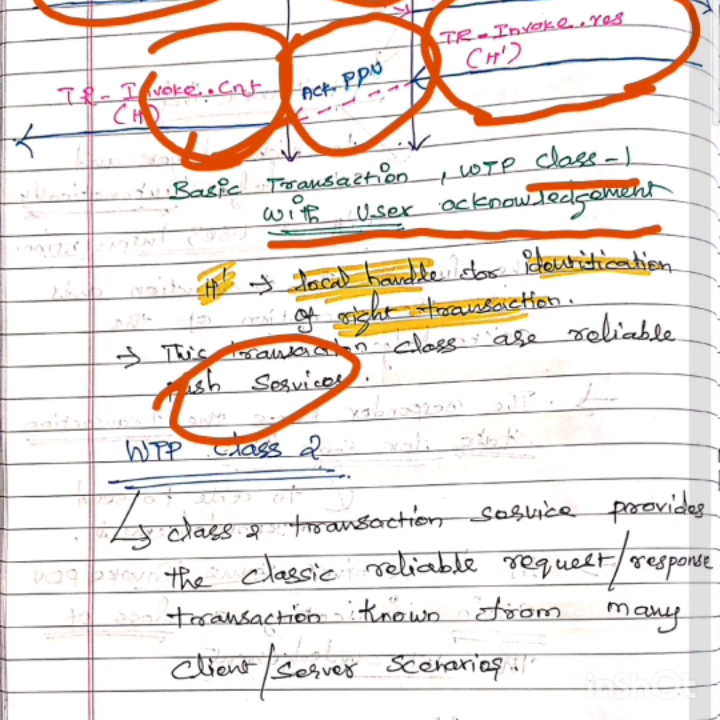 TR-Invoke.res
(H')
TR-Invoke.Cnf
(H)
Ack PDU
Basic Transaction, WTP Class-1
with User acknowledgement
H' → local handle for identification
of right transaction.
→ This transaction class are reliable
push Services.
WTP Class 2
↳ class 2 transaction service provides
the classic reliable request/response
transaction known from many
client/server scenarios.
InShOt